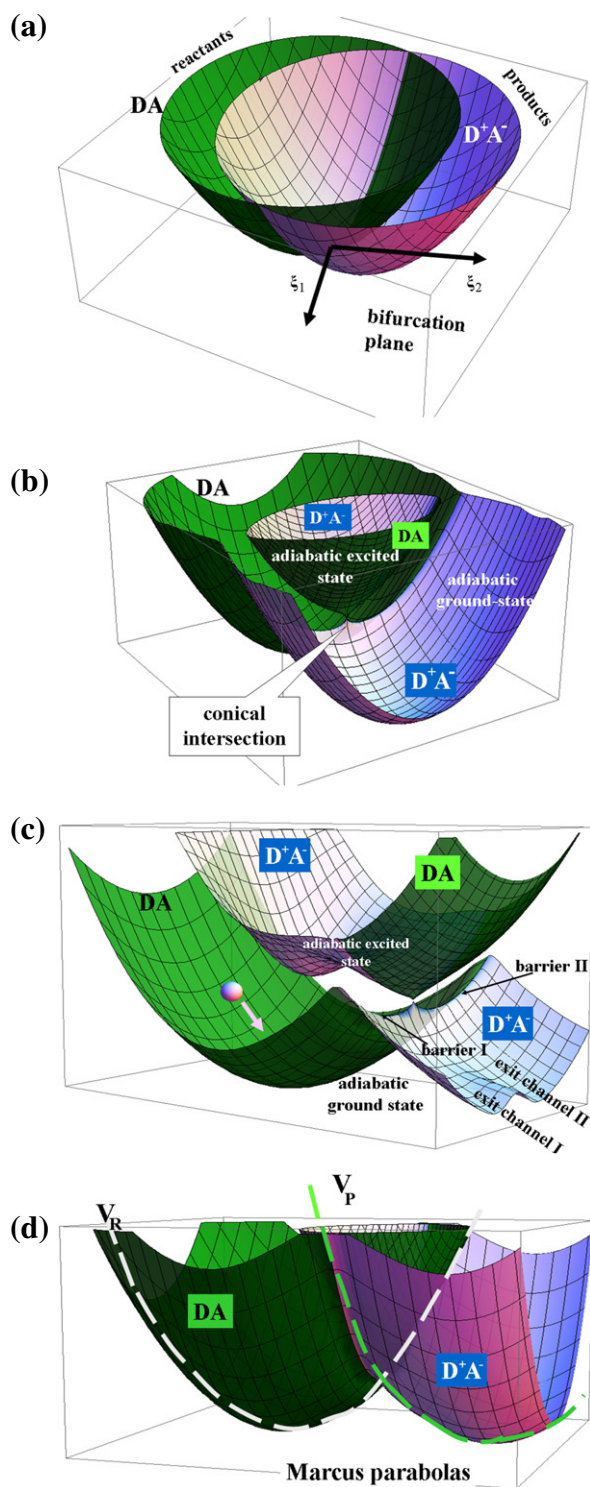 (a)
reactants
DA
products
D⁺A⁻
ξ₁
ξ₂
bifurcation
plane
(b)
DA
D⁺A⁻
DA
adiabatic excited
state
adiabatic
ground-state
D⁺A⁻
conical
intersection
(c)
D⁺A⁻
DA
DA
adiabatic excited
state
barrier II
D⁺A⁻
barrier I
exit channel II
adiabatic
ground state
exit channel I
(d)
V_P
V_R
DA
D⁺A⁻
Marcus parabolas